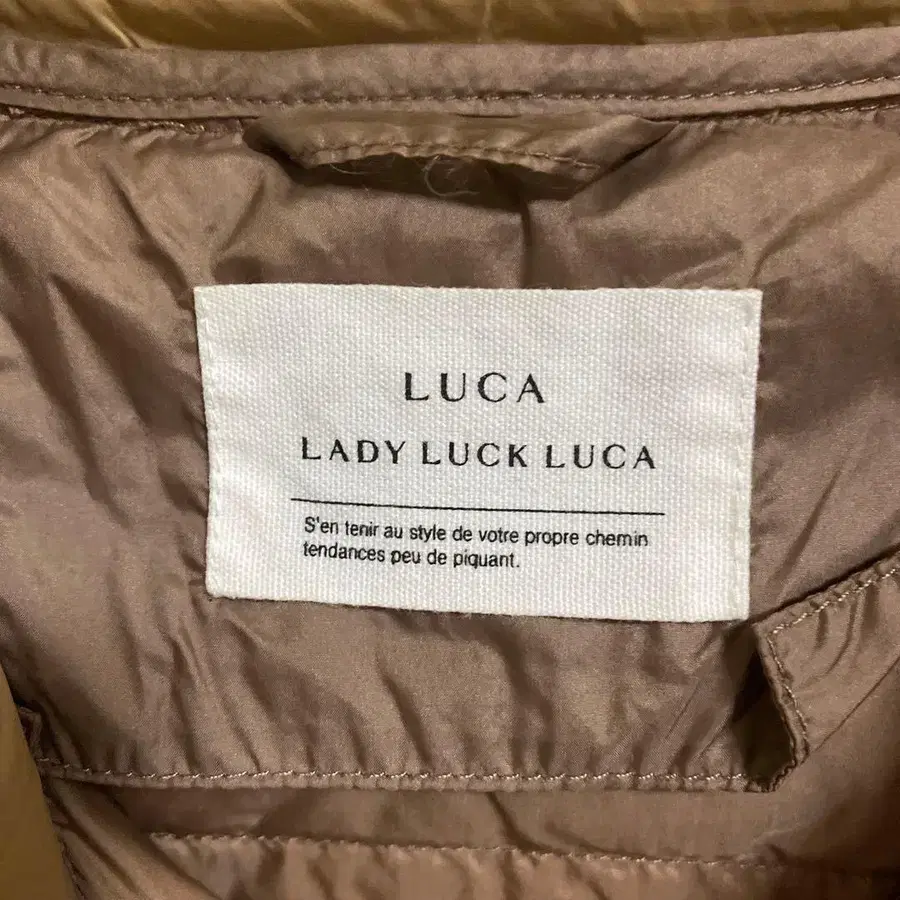 LUCA
LADY LUCK LUCA
S'en tenir au style de votre propre chemin
tendances peu de piquant.